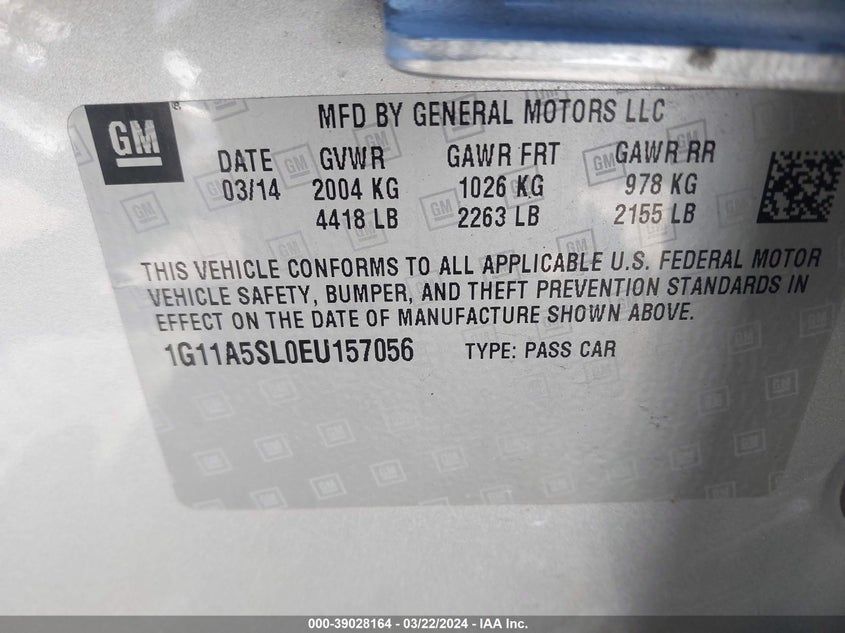 GM
MFD BY GENERAL MOTORS LLC
DATE GVWR GAWR FRT GAWR RR
03/14 2004 KG 1026 KG 978 KG
4418 LB 2263 LB 2155 LB
THIS VEHICLE CONFORMS TO ALL APPLICABLE U.S. FEDERAL MOTOR
VEHICLE SAFETY, BUMPER, AND THEFT PREVENTION STANDARDS IN
EFFECT ON THE DATE OF MANUFACTURE SHOWN ABOVE.
1G11A5SL0EU157056 TYPE: PASS CAR
000-39028164 - 03/22/2024 - IAA Inc.